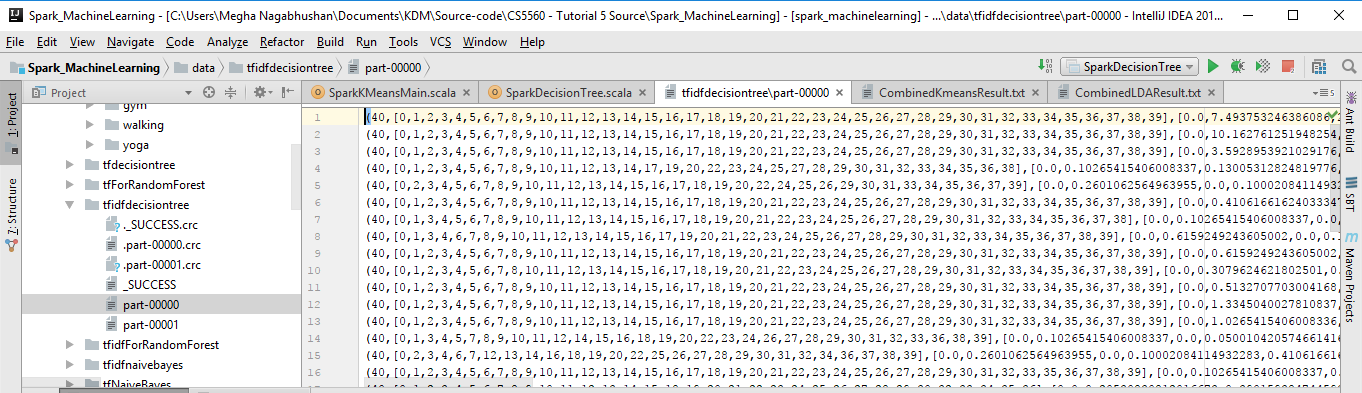 Spark_MachineLearning - [C:\Users\Megha Nagabhushan\Documents\KDM\Source-code\CS5560 - Tutorial 5 Source\Spark_MachineLearning] - [spark_machinelearning] - ...\data\tfidfdecisiontree\part-00000 - IntelliJ IDEA 201...
File Edit View Navigate Code Analyze Refactor Build Run Tools VCS Window Help
Spark_MachineLearning data tfidfdecisiontree part-00000 SparkDecisionTree
Project SparkKMeansMain.scala SparkDecisionTree.scala tfidfdecisiontree\part-00000 CombinedKmeansResult.txt CombinedLDAResult.txt
1: Project
7: Structure
gym
walking
yoga
tfdecisiontree
tfForRandomForest
tfidfdecisiontree
._SUCCESS.crc
.part-00000.crc
.part-00001.crc
_SUCCESS
part-00000
part-00001
tfidfForRandomForest
tfidfnaivebayes
tfNaiveBayes
1 (40,[0,1,2,3,4,5,6,7,8,9,10,11,12,13,14,15,16,17,18,19,20,21,22,23,24,25,26,27,28,29,30,31,32,33,34,35,36,37,38,39],[0.0,7.493753246386086
2 (40,[0,1,2,3,4,5,6,7,8,9,10,11,12,13,14,15,16,17,18,19,20,21,22,23,24,25,26,27,28,29,30,31,32,33,34,35,36,37,38,39],[0.0,10.162761251948254,
3 (40,[0,1,2,3,4,5,6,7,8,9,10,11,12,13,14,15,16,17,18,19,20,21,22,23,24,25,26,27,28,29,30,31,32,33,34,35,36,37,38,39],[0.0,3.5928953921029176,
4 (40,[0,1,2,3,4,5,6,7,8,9,10,11,12,13,14,17,19,20,22,23,24,25,27,28,29,30,31,32,33,34,35,36,38],[0.0,0.10265415406008337,0.13005312824819776,
5 (40,[0,1,2,3,4,5,6,7,8,9,10,11,12,13,14,15,16,17,18,19,20,22,24,25,26,29,30,31,33,34,35,36,37,39],[0.0,0.2601062564963955,0.0,0.1000208411493
6 (40,[0,1,2,3,4,5,6,7,8,9,10,11,12,13,14,15,16,17,18,19,20,21,22,23,24,25,26,27,28,29,30,31,32,33,34,35,36,37,38,39],[0.0,0.4106166162403334
7 (40,[0,1,2,3,4,5,6,7,8,9,10,11,12,13,14,15,16,17,18,19,20,21,22,23,24,25,26,27,28,29,30,31,32,33,34,35,36,37,38],[0.0,0.10265415406008337,0.0,
8 (40,[0,1,2,3,4,5,6,7,8,9,10,11,12,13,14,15,16,17,19,20,21,22,23,24,25,26,27,28,29,30,31,32,33,34,35,36,37,38,39],[0.0,0.6159249243605002,0.0,0.
9 (40,[0,1,2,3,4,5,6,7,8,9,10,11,12,13,14,15,16,17,18,19,20,21,22,23,24,25,26,27,28,29,30,31,32,33,34,35,36,37,38,39],[0.0,0.6159249243605002,
10 (40,[0,1,2,3,4,5,6,7,8,9,10,11,12,13,14,15,16,17,18,19,20,21,22,23,24,25,26,27,28,29,30,31,32,33,34,35,36,37,38,39],[0.0,0.3079624621802501,0.
11 (40,[0,1,2,3,4,5,6,7,8,9,10,11,12,13,14,15,16,17,18,19,20,21,22,23,24,25,26,27,28,29,30,31,32,33,34,35,36,37,38,39],[0.0,0.5132707703004168,
12 (40,[0,1,2,3,4,5,6,7,8,9,10,11,12,13,14,15,16,17,18,19,20,21,22,23,24,25,26,27,28,29,30,31,32,33,34,35,36,37,38,39],[0.0,1.3345040027810837,
13 (40,[0,1,2,3,4,5,6,7,8,9,10,11,12,13,14,15,16,17,18,19,20,21,22,23,24,25,26,27,28,29,30,31,32,33,34,35,36,37,38,39],[0.0,1.0265415406008336,
14 (40,[0,1,2,3,4,5,6,7,8,9,10,11,12,14,15,16,18,19,20,22,23,24,26,27,28,29,30,31,32,33,36,38,39],[0.0,0.10265415406008337,0.0,0.05001042057466141
15 (40,[0,2,3,4,6,7,12,13,14,16,18,19,20,22,25,26,27,28,29,30,31,32,34,36,37,38,39],[0.0,0.2601062564963955,0.0,0.1000208411493228​3,0.41061661
16 (40,[0,1,2,3,4,5,6,7,8,9,10,11,12,13,14,15,16,17,18,19,20,21,22,23,24,25,26,27,28,29,30,31,32,33,34,35,36,37,38,39],[0.0,0.10265415406008337,0.
Ant Build
SBT
Maven Projects